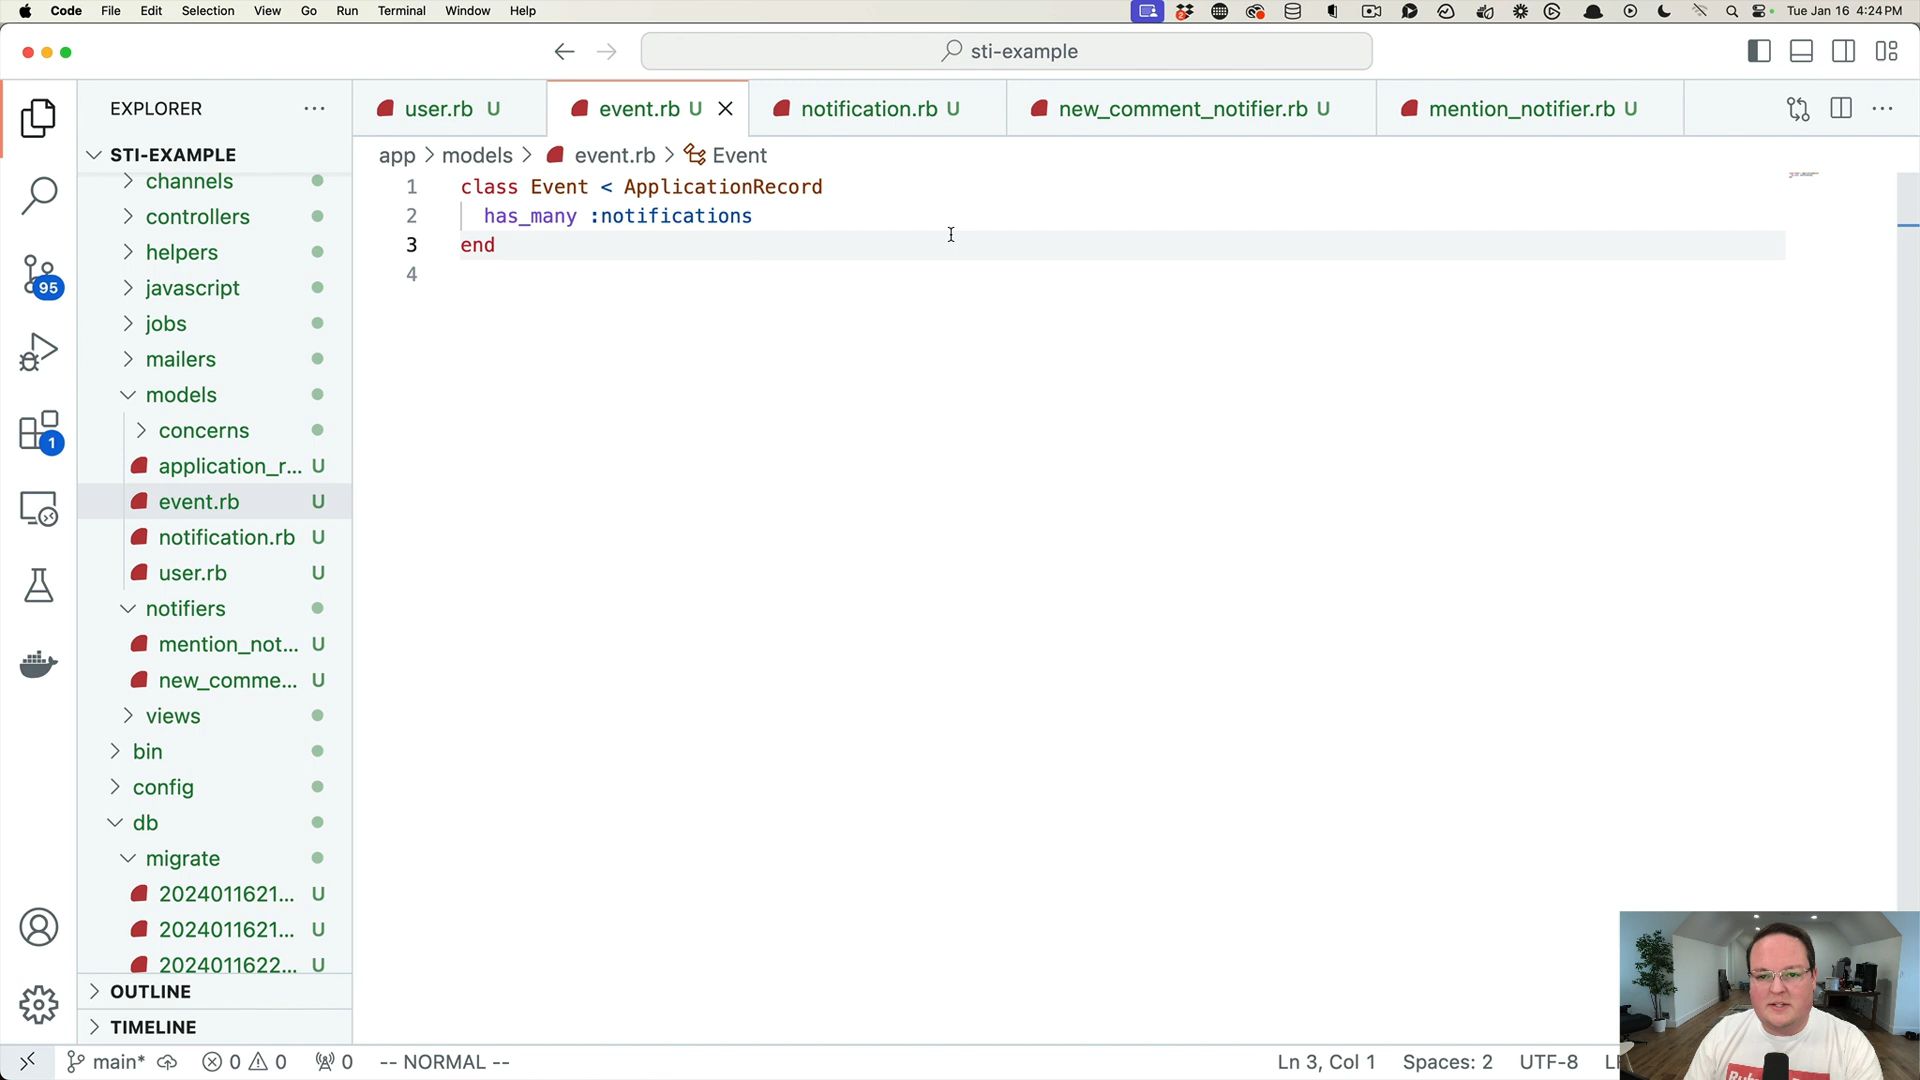 Code File Edit Selection View Go Run Terminal Window Help Tue Jan 16 4:24 PM
sti-example
EXPLORER
user.rb U
event.rb U
notification.rb U
new_comment_notifier.rb U
mention_notifier.rb U
app > models > event.rb > Event
STI-EXAMPLE
channels
controllers
helpers
javascript
jobs
mailers
models
concerns
application_r... U
event.rb U
notification.rb U
user.rb U
notifiers
mention_not... U
new_comme... U
views
bin
config
db
migrate
2024011621... U
2024011621... U
2024011622... U
OUTLINE
TIMELINE
95
1
1 class Event < ApplicationRecord
2 has_many :notifications
3 end
4
main* 0 0 0 -- NORMAL -- Ln 3, Col 1 Spaces: 2 UTF-8